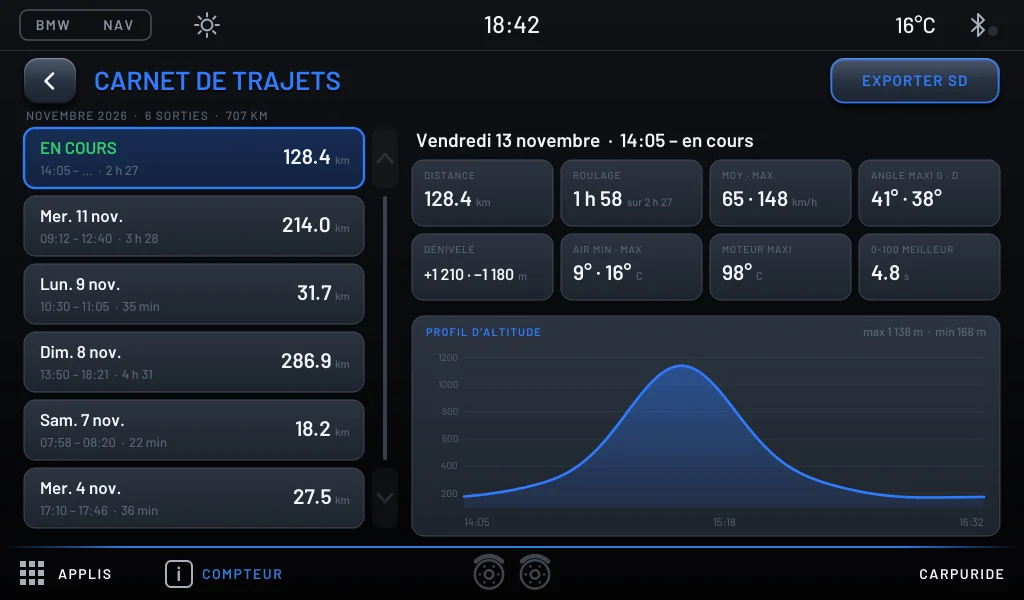 BMW NAV 18:42 16°C
CARNET DE TRAJETS
EXPORTER SD
NOVEMBRE 2026 · 6 SORTIES · 707 KM
EN COURS
14:05 – ... · 2 h 27
128.4 km
Mer. 11 nov.
09:12 – 12:40 · 3 h 28
214.0 km
Lun. 9 nov.
10:30 – 11:05 · 35 min
31.7 km
Dim. 8 nov.
13:50 – 18:21 · 4 h 31
286.9 km
Sam. 7 nov.
07:58 – 08:20 · 22 min
18.2 km
Mer. 4 nov.
17:10 – 17:46 · 36 min
27.5 km
Vendredi 13 novembre · 14:05 – en cours
DISTANCE
128.4 km
ROULAGE
1 h 58 sur 2 h 27
MOY · MAX
65 · 148 km/h
ANGLE MAXI G · D
41° · 38°
DÉNIVELÉ
+1 210 · −1 180 m
AIR MIN · MAX
9° · 16° C
MOTEUR MAXI
98° C
0-100 MEILLEUR
4.8 s
PROFIL D'ALTITUDE
max 1 138 m · min 168 m
1200
1000
800
600
400
200
14:05 15:18 16:32
APPLIS
i COMPTEUR
CARPURIDE